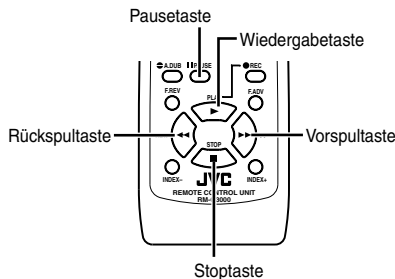 Pausetaste
Wiedergabetaste
A.DUB PAUSE REC
F.REV PLAY F.ADV
Rückspultaste
Vorspultaste
STOP
INDEX– INDEX+
JVC
REMOTE CONTROL UNIT
Stoptaste